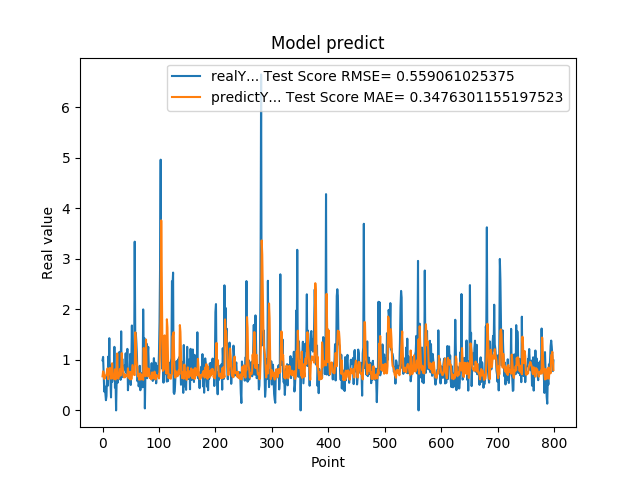 Model predict
realY... Test Score RMSE= 0.559061025375
predictY... Test Score MAE= 0.3476301155197523
6
5
4
3
2
1
0
Real value
0 100 200 300 400 500 600 700 800
Point